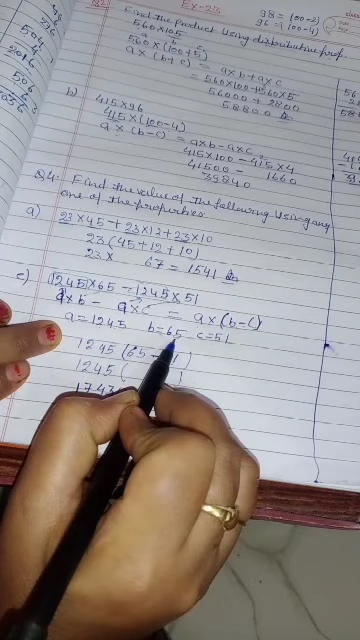 Ex-2.3
98 = (100-2)
96 = (100-4)
Q2 Find the Product using distributive prop.
560×105
560×(100+5)
a×(b+c) = a×b+a×c
= 560×100+560×5
56000 + 2800
58800
b) 415×96
415×(100-4)
a×(b-c) = a×b-a×c
415×100-415×4
41500 - 1660
39840
Q4. Find the value of the following using any
one of the properties
a) 23×45 + 23×12+23×10
23(45+12+10)
23× 67 = 1541
c) 1245×65 - 1245×51
a×b - a×c = a×(b-c)
a=1245 b=65 c=51
1245(65-
1245(